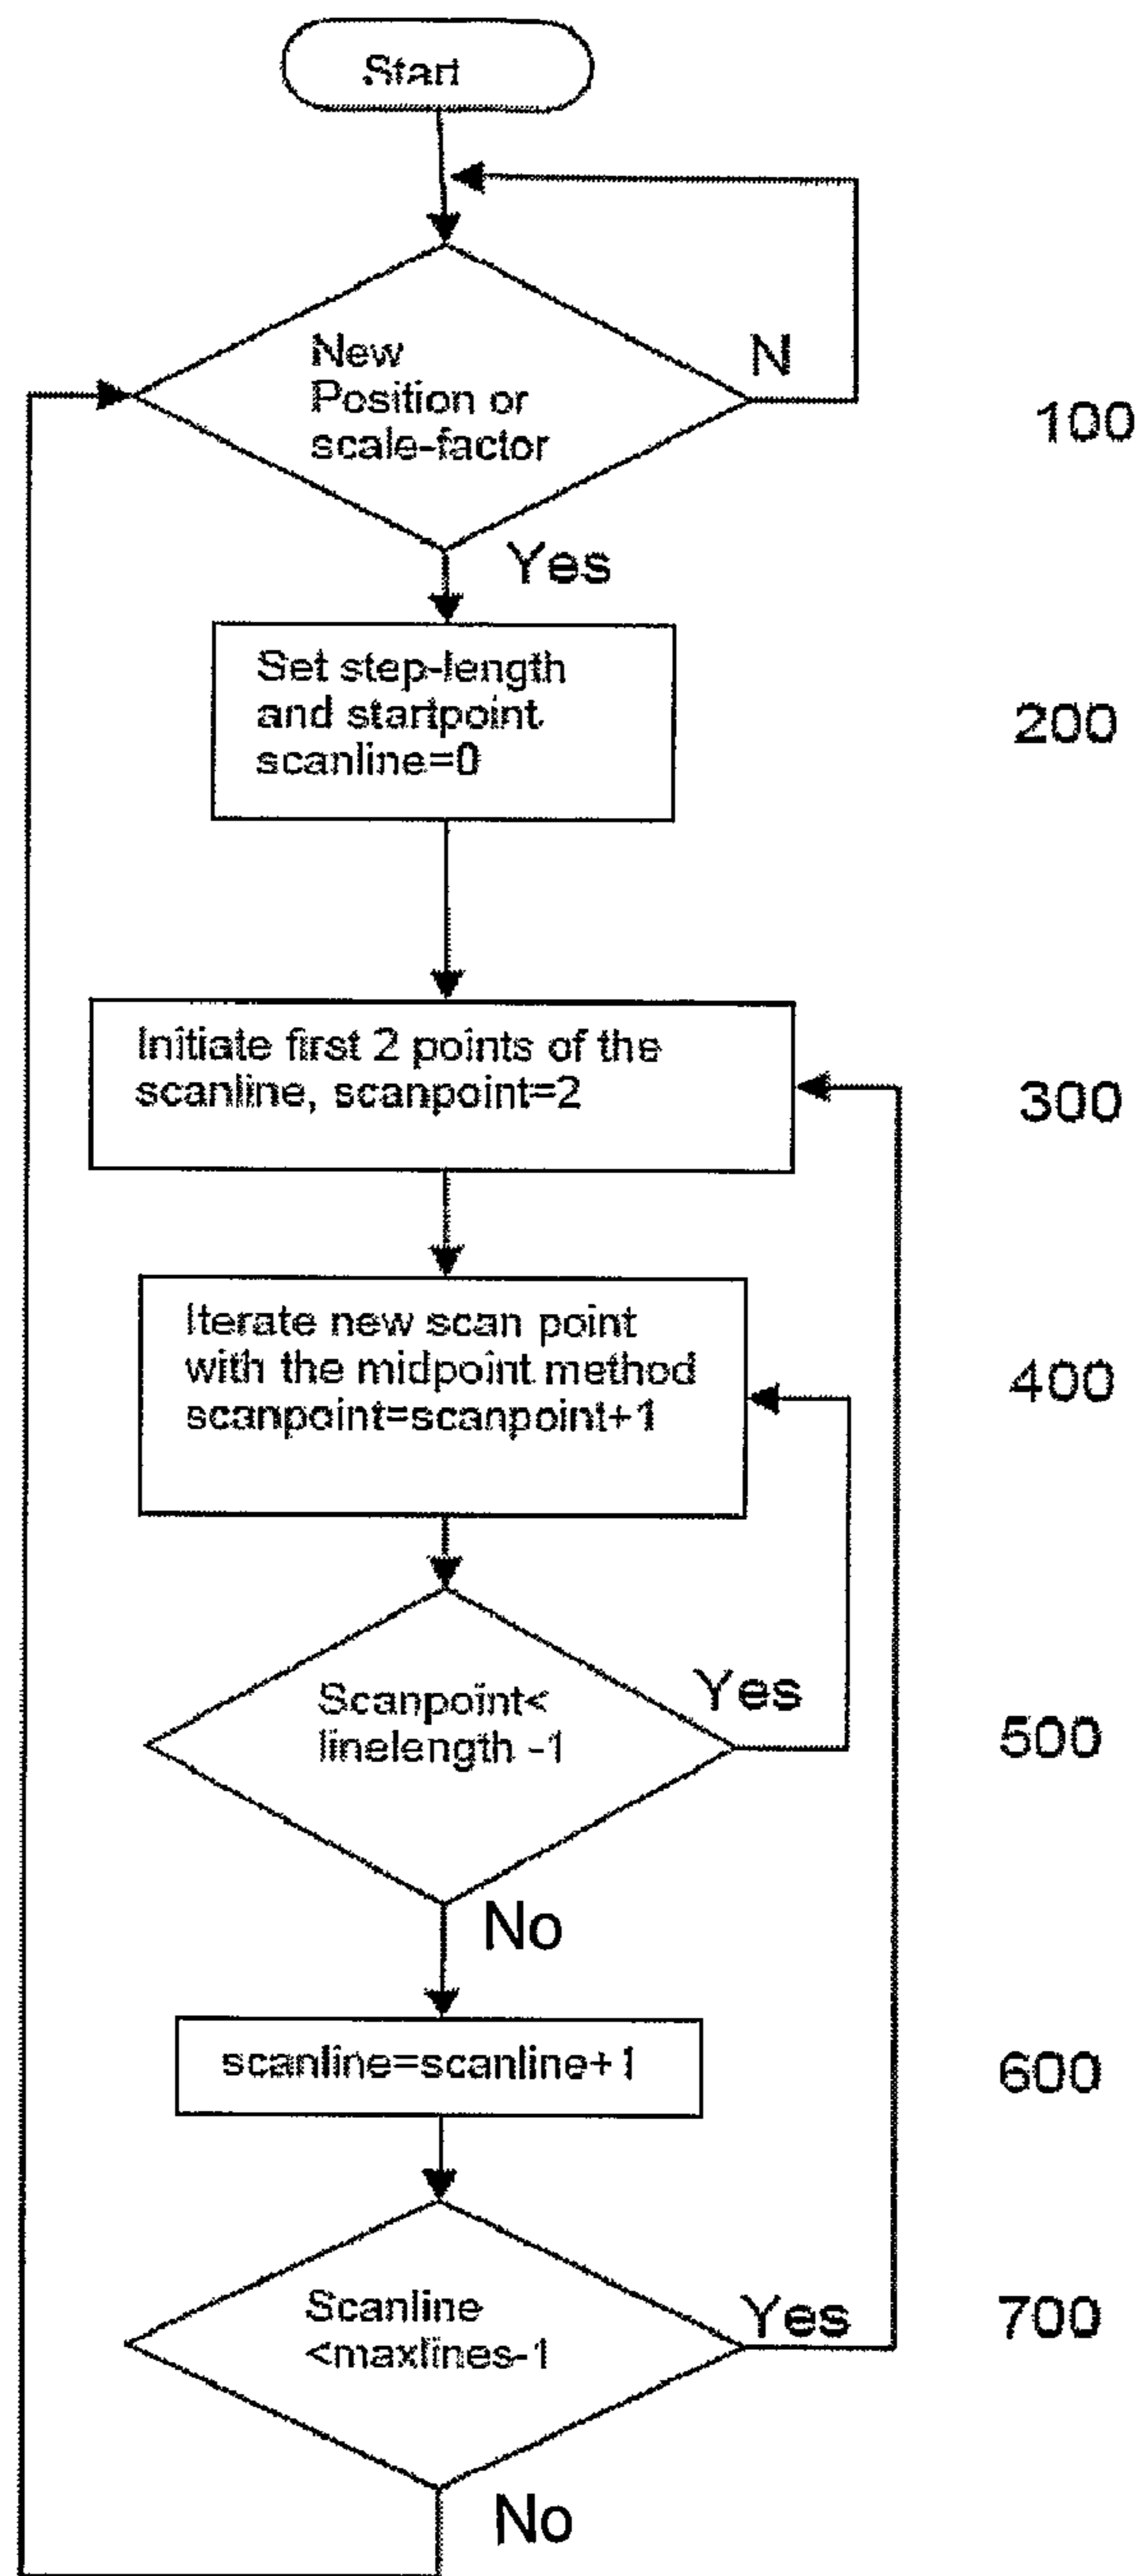 Start
New
Position or
scale-factor
N
100
Yes
Set step-length
and startpoint
scanline=0
200
Initiate first 2 points of the
scanline, scanpoint=2
300
Iterate new scan point
with the midpoint method
scanpoint=scanpoint+1
400
Scanpoint<
linelength -1
Yes
500
No
scanline=scanline+1
600
Scanline
<maxlines-1
Yes
700
No